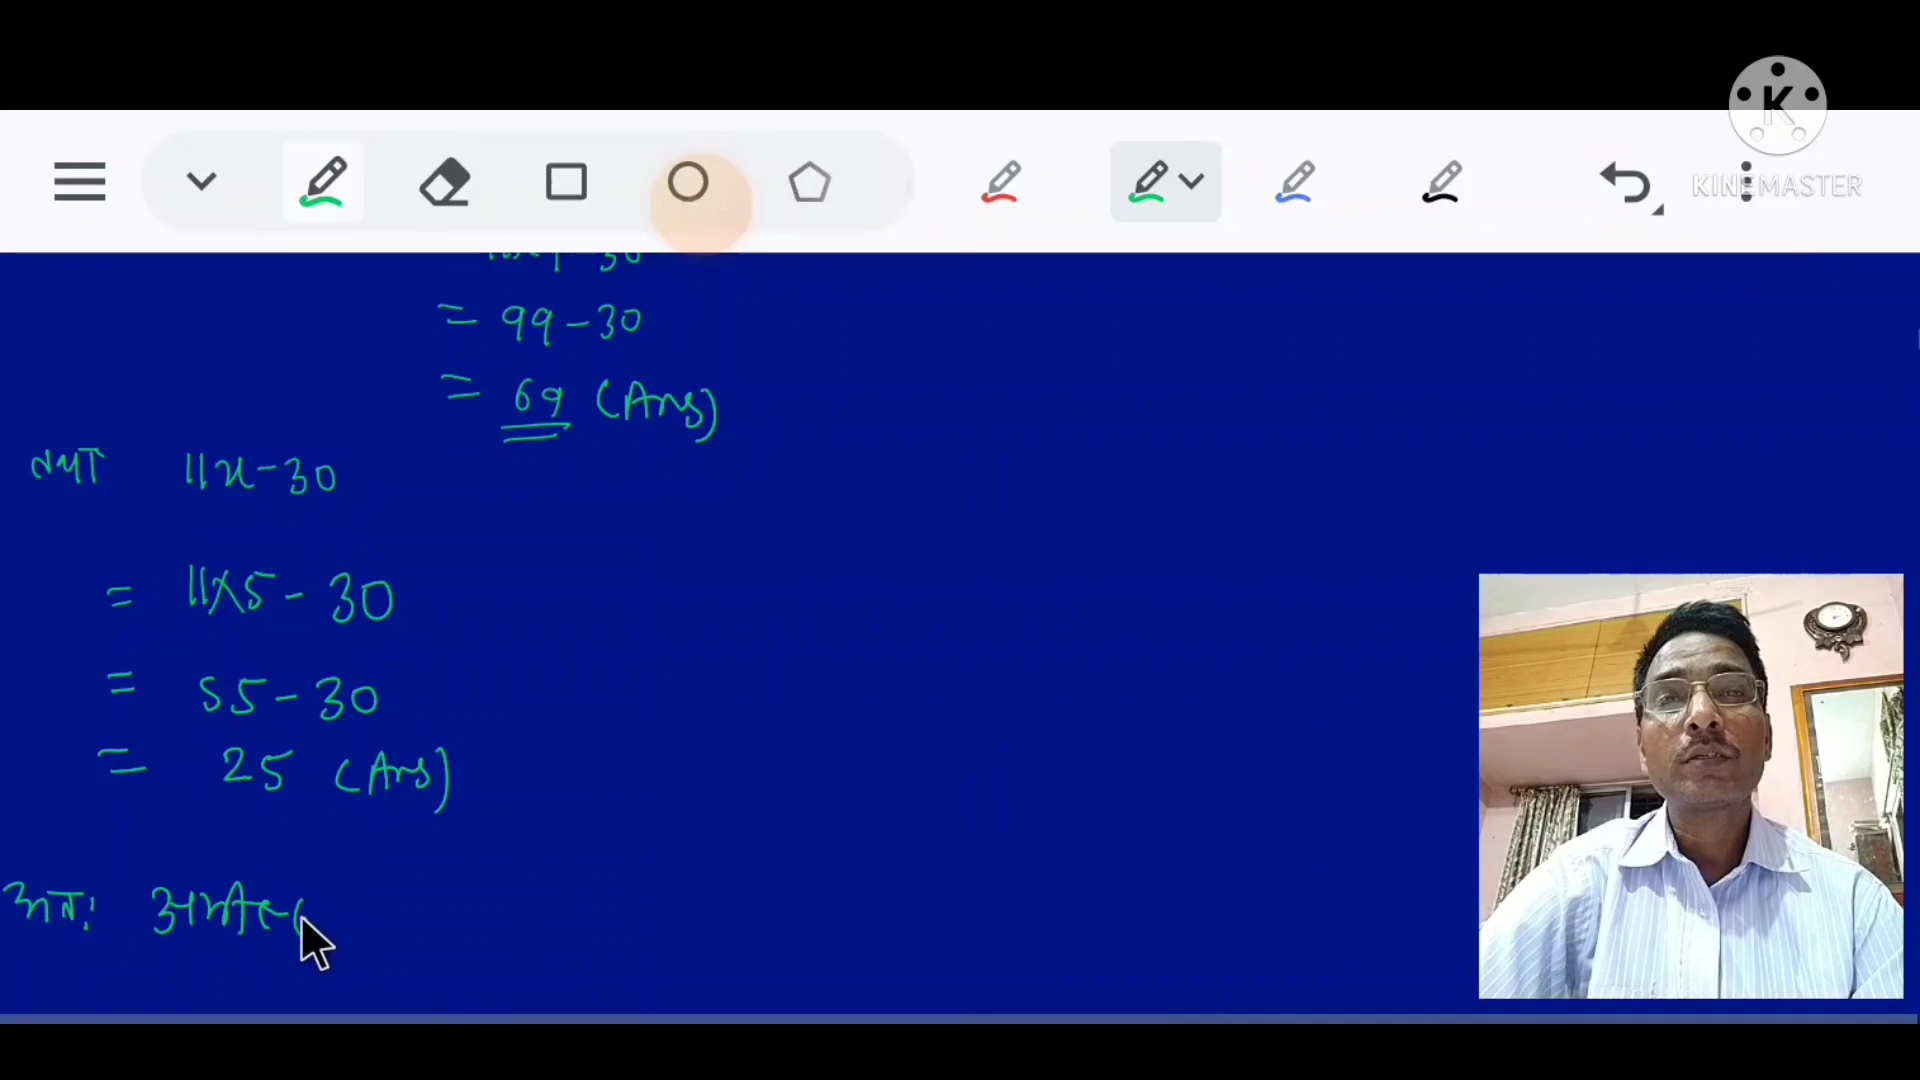 KINEMASTER
= 99-30
= 69 (Ans)
तथा 11x-30
= 11x5-30
= 55-30
= 25 (Ans)
अतः